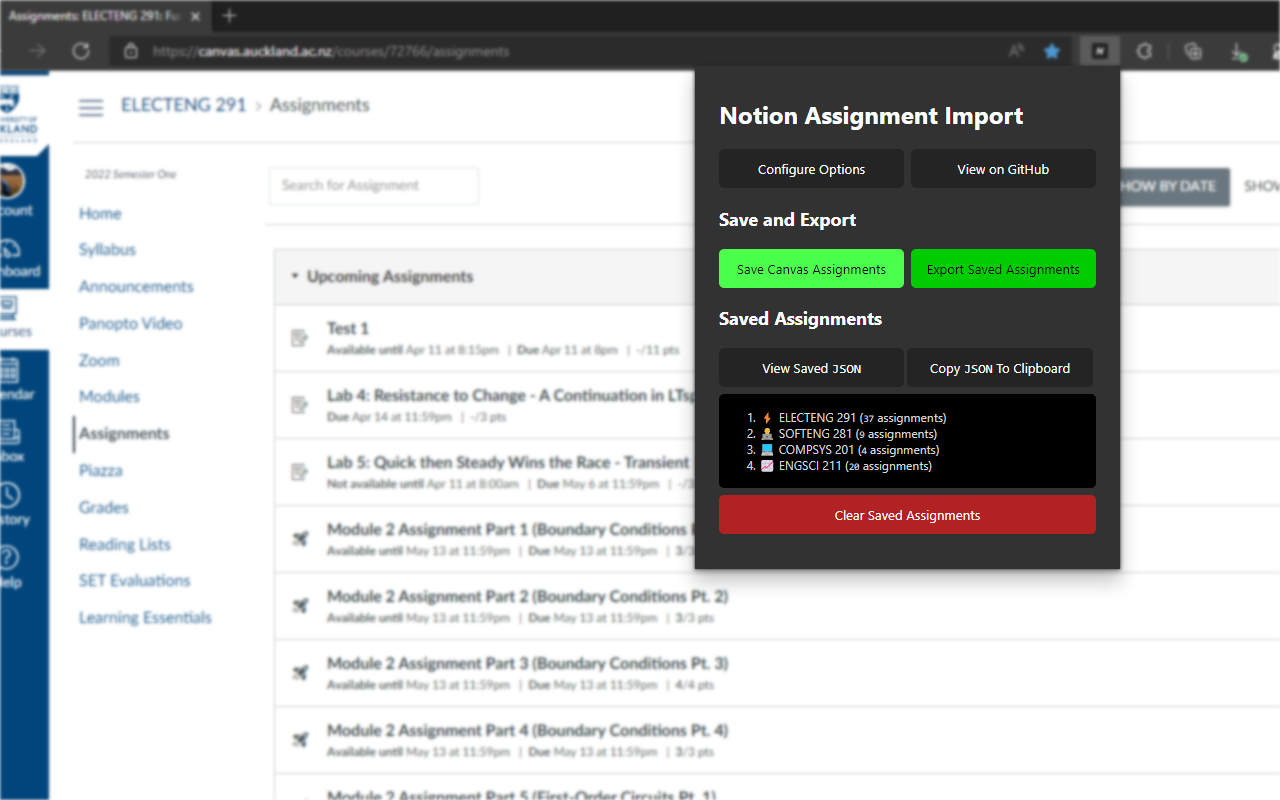 Assignments: ELECTENG 291: Fu
https://canvas.auckland.ac.nz/courses/72766/assignments
ELECTENG 291 › Assignments
2022 Semester One
Home
Syllabus
Announcements
Panopto Video
Zoom
Modules
Assignments
Piazza
Grades
Reading Lists
SET Evaluations
Learning Essentials
Search for Assignment
HOW BY DATE
SHOW
Upcoming Assignments
Test 1
Available until Apr 11 at 8:15pm | Due Apr 11 at 8pm | -/11 pts
Lab 4: Resistance to Change - A Continuation in LTsp
Due Apr 14 at 11:59pm | -/3 pts
Lab 5: Quick then Steady Wins the Race - Transient
Not available until Apr 11 at 8:00am | Due May 6 at 11:59pm | -/3
Module 2 Assignment Part 1 (Boundary Conditions
Available until May 13 at 11:59pm | Due May 13 at 11:59pm | 3/3
Module 2 Assignment Part 2 (Boundary Conditions Pt. 2)
Available until May 13 at 11:59pm | Due May 13 at 11:59pm | 3/3 pts
Module 2 Assignment Part 3 (Boundary Conditions Pt. 3)
Available until May 13 at 11:59pm | Due May 13 at 11:59pm | 4/4 pts
Module 2 Assignment Part 4 (Boundary Conditions Pt. 4)
Available until May 13 at 11:59pm | Due May 13 at 11:59pm | 3/3 pts
Module 2 Assignment Part 5 (First-Order Circuits Pt. 1)
Notion Assignment Import
Configure Options
View on GitHub
Save and Export
Save Canvas Assignments
Export Saved Assignments
Saved Assignments
View Saved JSON
Copy JSON To Clipboard
1. ⚡ ELECTENG 291 (37 assignments)
2. 👨‍💻 SOFTENG 281 (9 assignments)
3. 💻 COMPSYS 201 (4 assignments)
4. 📈 ENGSCI 211 (20 assignments)
Clear Saved Assignments